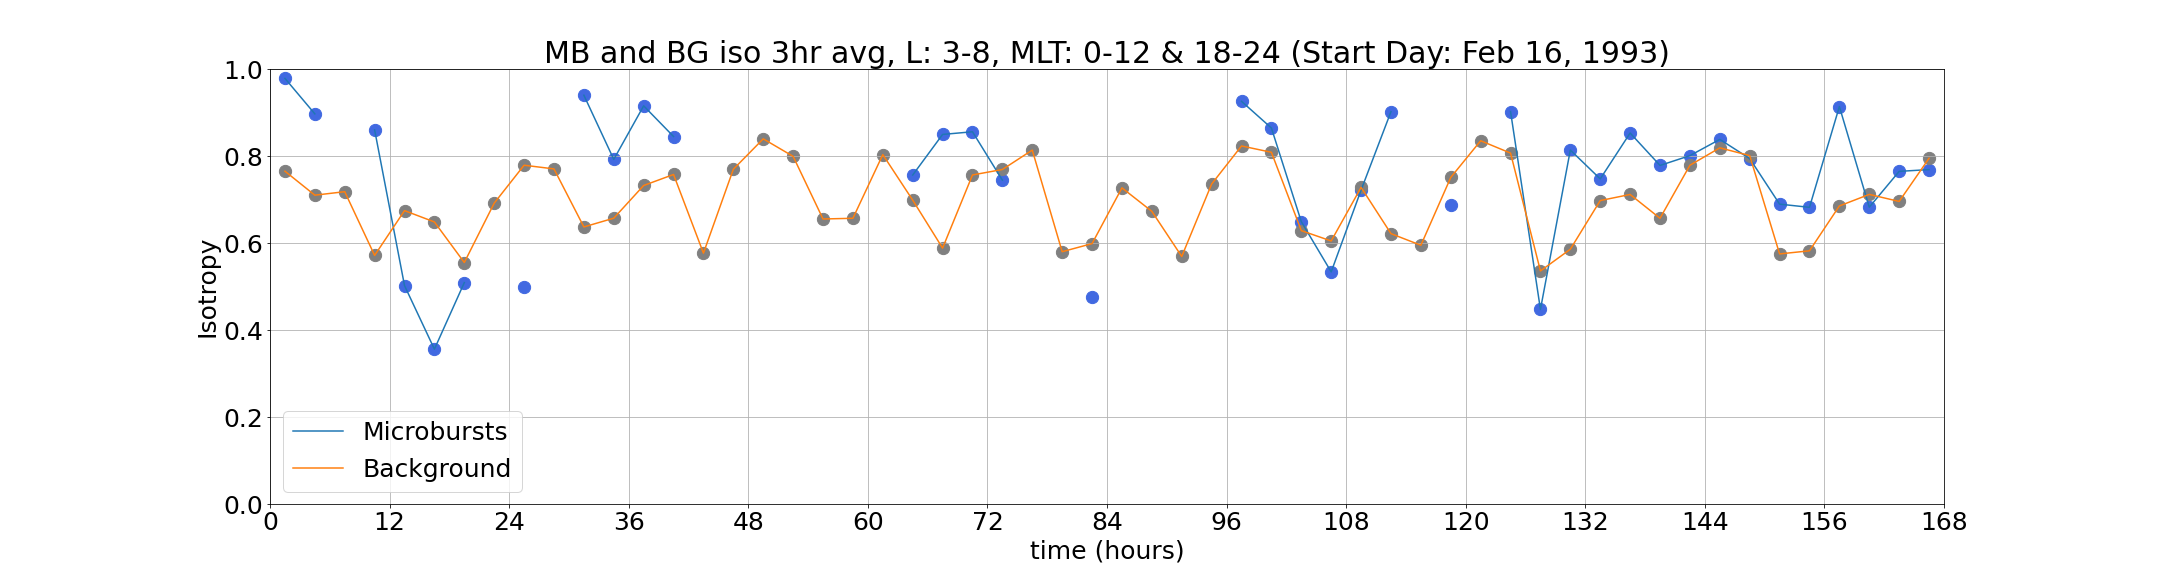 MB and BG iso 3hr avg, L: 3-8, MLT: 0-12 & 18-24 (Start Day: Feb 16, 1993)
1.0
0.8
0.6
0.4
0.2
0.0
Isotropy
Microbursts
Background
0 12 24 36 48 60 72 84 96 108 120 132 144 156 168
time (hours)